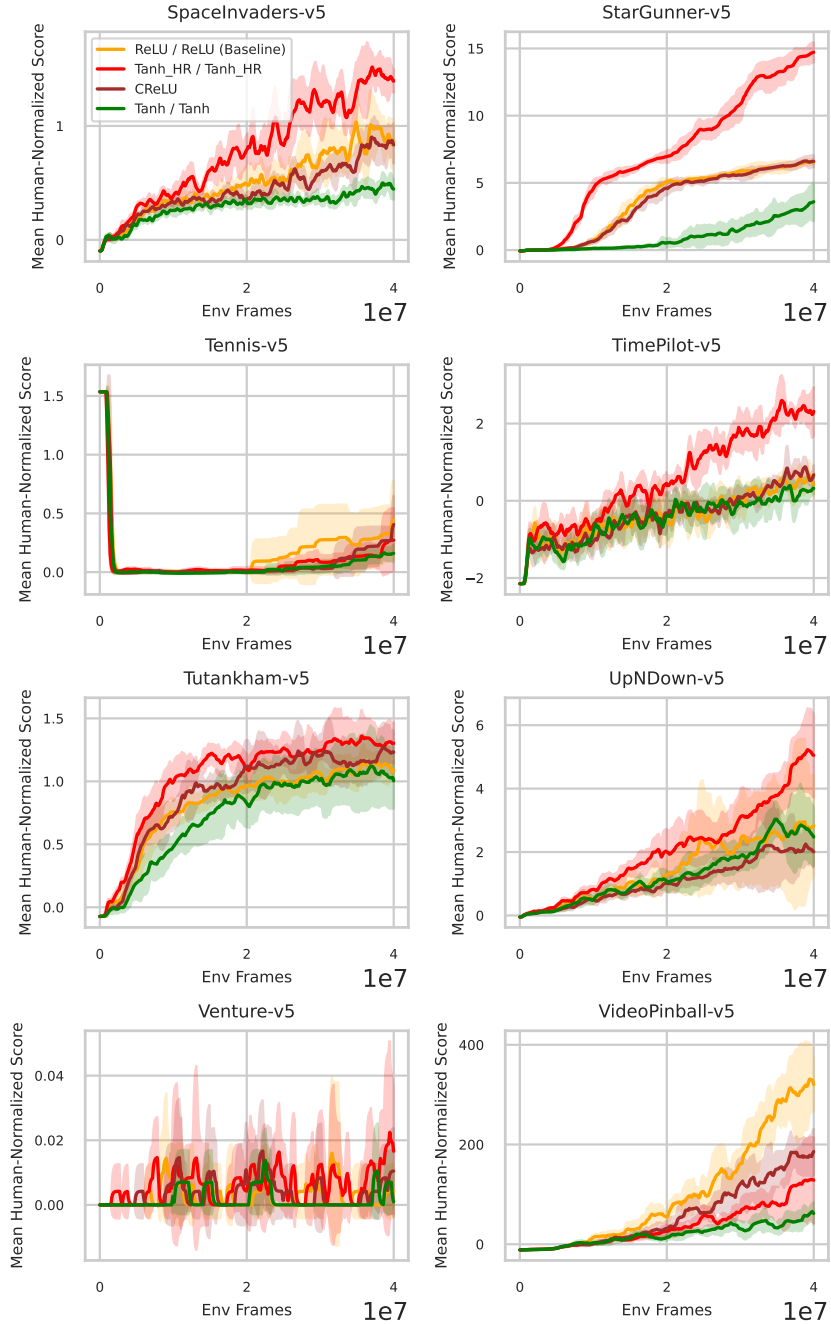 SpaceInvaders-v5
Mean Human-Normalized Score
1
0
ReLU / ReLU (Baseline)
Tanh_HR / Tanh_HR
CReLU
Tanh / Tanh
0
2
4
Env Frames
1e7
StarGunner-v5
Mean Human-Normalized Score
15
10
5
0
0
2
4
Env Frames
1e7
Tennis-v5
Mean Human-Normalized Score
1.5
1.0
0.5
0.0
0
2
4
Env Frames
1e7
TimePilot-v5
Mean Human-Normalized Score
2
0
−2
0
2
4
Env Frames
1e7
Tutankham-v5
Mean Human-Normalized Score
1.5
1.0
0.5
0.0
0
2
4
Env Frames
1e7
UpNDown-v5
Mean Human-Normalized Score
6
4
2
0
0
2
4
Env Frames
1e7
Venture-v5
Mean Human-Normalized Score
0.04
0.02
0.00
0
2
4
Env Frames
1e7
VideoPinball-v5
Mean Human-Normalized Score
400
200
0
0
2
4
Env Frames
1e7